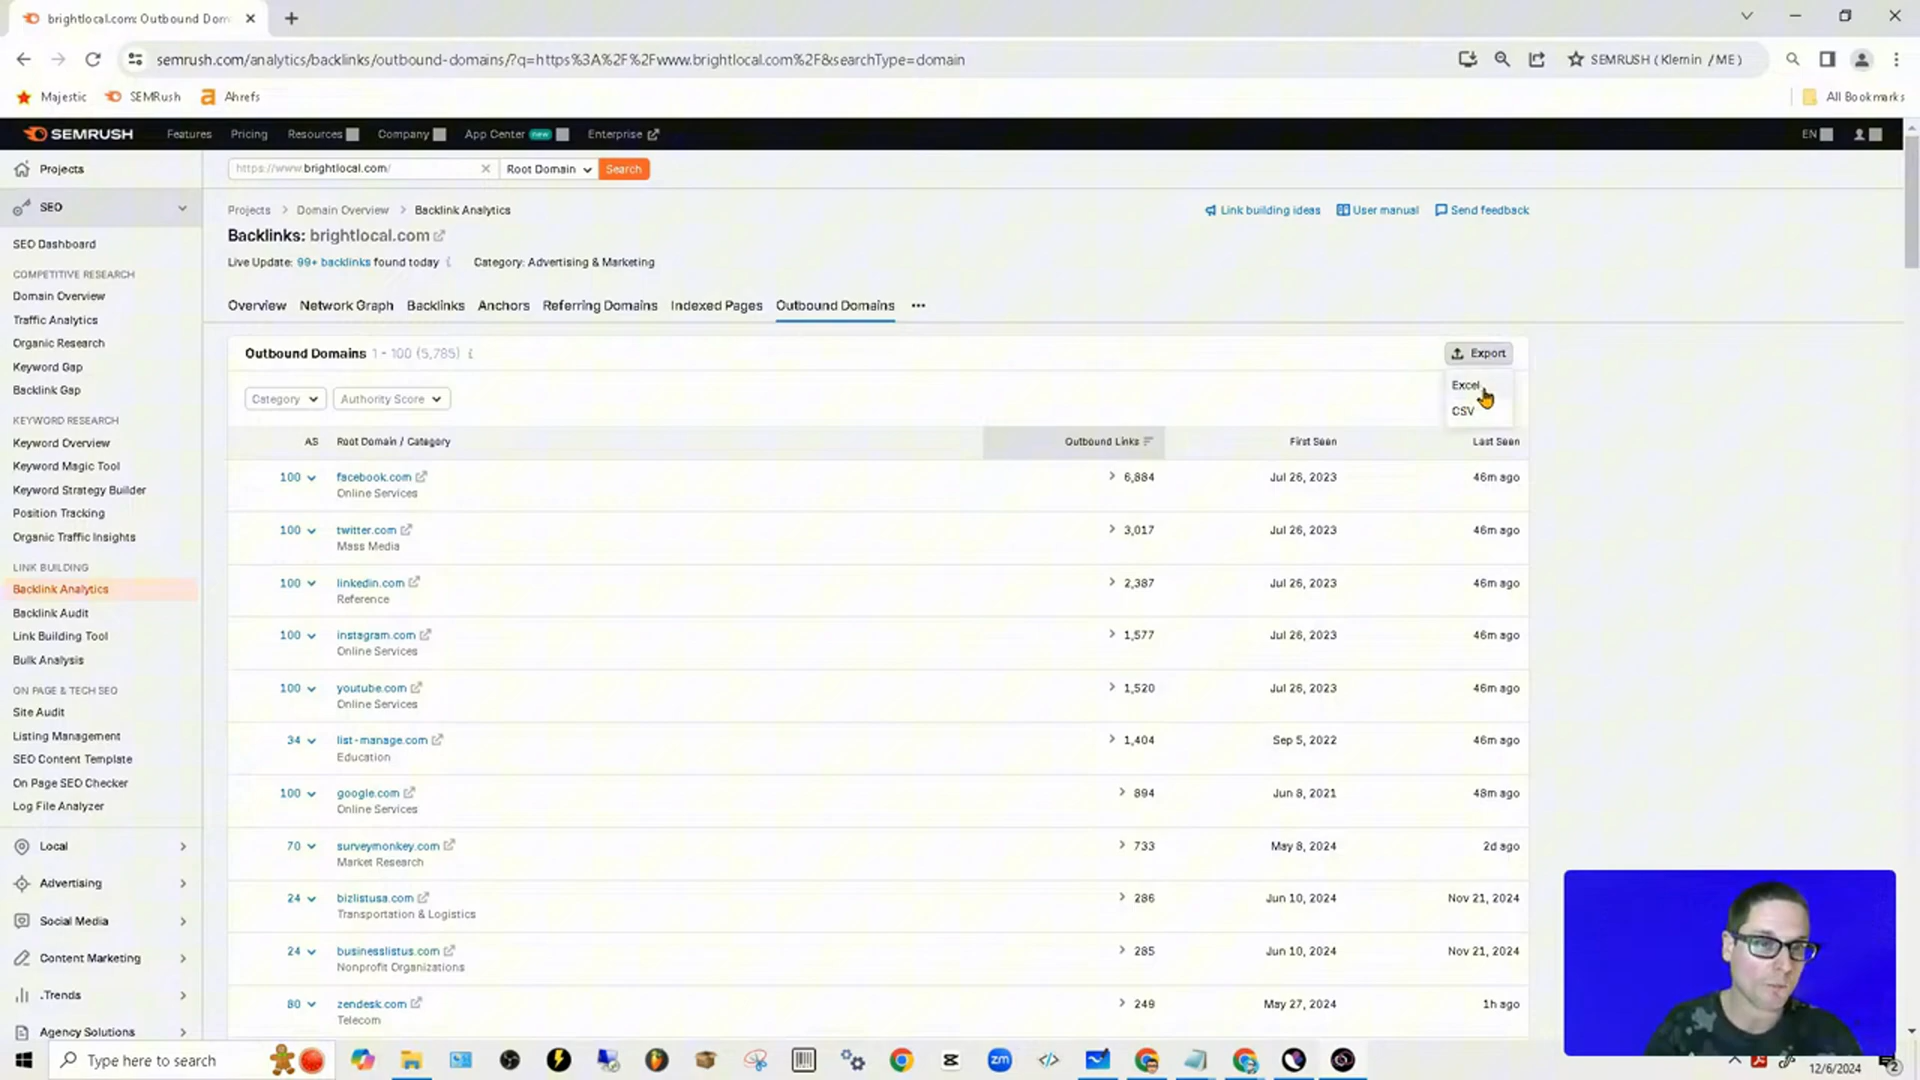 brightlocal.com: Outbound Dom
semrush.com/analytics/backlinks/outbound-domains/?q=https%3A%2F%2Fwww.brightlocal.com%2F&searchType=domain
SEMRUSH ( Klemin / ME )
Majestic SEMRush Ahrefs
All Bookmarks
SEMRUSH Features Pricing Resources Company App Center new Enterprise
EN
Projects
https://www.brightlocal.com/ Root Domain Search
SEO
Projects > Domain Overview > Backlink Analytics
Link building ideas User manual Send feedback
Backlinks: brightlocal.com
Live Update: 99+ backlinks found today i Category: Advertising & Marketing
Overview Network Graph Backlinks Anchors Referring Domains Indexed Pages Outbound Domains ...
SEO Dashboard
COMPETITIVE RESEARCH
Domain Overview
Traffic Analytics
Organic Research
Keyword Gap
Backlink Gap
KEYWORD RESEARCH
Keyword Overview
Keyword Magic Tool
Keyword Strategy Builder
Position Tracking
Organic Traffic Insights
LINK BUILDING
Backlink Analytics
Backlink Audit
Link Building Tool
Bulk Analysis
ON PAGE & TECH SEO
Site Audit
Listing Management
SEO Content Template
On Page SEO Checker
Log File Analyzer
Local
Advertising
Social Media
Content Marketing
.Trends
Agency Solutions
Outbound Domains 1 - 100 (5,785) i
Export
Excel
CSV
Category Authority Score
AS Root Domain / Category Outbound Links First Seen Last Seen
100 facebook.com 6,884 Jul 26, 2023 46m ago
Online Services
100 twitter.com 3,017 Jul 26, 2023 46m ago
Mass Media
100 linkedin.com 2,387 Jul 26, 2023 46m ago
Reference
100 instagram.com 1,577 Jul 26, 2023 46m ago
Online Services
100 youtube.com 1,520 Jul 26, 2023 46m ago
Online Services
34 list-manage.com 1,404 Sep 5, 2022 46m ago
Education
100 google.com 894 Jun 8, 2021 48m ago
Online Services
70 surveymonkey.com 733 May 8, 2024 2d ago
Market Research
24 bizlistusa.com 286 Jun 10, 2024 Nov 21, 2024
Transportation & Logistics
24 businesslistus.com 285 Jun 10, 2024 Nov 21, 2024
Nonprofit Organizations
80 zendesk.com 249 May 27, 2024 1h ago
Telecom
Type here to search
zm
12/6/2024
2